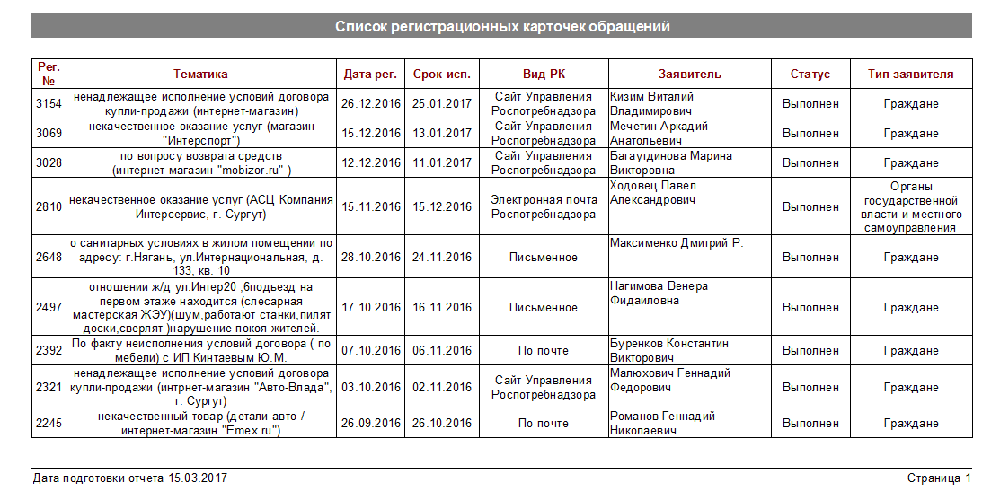 Список регистрационных карточек обращений
Рег. № Тематика Дата рег. Срок исп. Вид РК Заявитель Статус Тип заявителя
3154 ненадлежащее исполнение условий договора купли-продажи (интернет-магазин) 26.12.2016 25.01.2017 Сайт Управления Роспотребнадзора Кизим Виталий Владимирович Выполнен Граждане
3069 некачественное оказание услуг (магазин "Интерспорт") 15.12.2016 13.01.2017 Сайт Управления Роспотребнадзора Мечетин Аркадий Анатольевич Выполнен Граждане
3028 по вопросу возврата средств (интернет-магазин "mobizor.ru" ) 12.12.2016 11.01.2017 Сайт Управления Роспотребнадзора Багаутдинова Марина Викторовна Выполнен Граждане
2810 некачественное оказание услуг (АСЦ Компания Интерсервис, г. Сургут) 15.11.2016 15.12.2016 Электронная почта Роспотребнадзора Ходовец Павел Александрович Выполнен Органы государственной власти и местного самоуправления
2648 о санитарных условиях в жилом помещении по адресу: г.Нягань, ул.Интернациональная, д. 133, кв. 10 28.10.2016 24.11.2016 Письменное Максименко Дмитрий Р. Выполнен Граждане
2497 отношении ж/д ул.Интер20 ,6подьезд на первом этаже находится (слесарная мастерская ЖЭУ)(шум,работают станки,пилят доски,сверлят )нарушение покоя жителей. 17.10.2016 16.11.2016 Письменное Нагимова Венера Фидаиловна Выполнен Граждане
2392 По факту неисполнения условий договора ( по мебели) с ИП Кинтаевым Ю.М. 07.10.2016 06.11.2016 По почте Буренков Константин Викторович Выполнен Граждане
2321 ненадлежащее исполнение условий договора купли-продажи (интрнет-магазин "Авто-Влада", г. Сургут) 03.10.2016 02.11.2016 Сайт Управления Роспотребнадзора Малюхович Геннадий Федорович Выполнен Граждане
2245 некачественный товар (детали авто / интернет-магазин "Emex.ru") 26.09.2016 26.10.2016 По почте Романов Геннадий Николаевич Выполнен Граждане
Дата подготовки отчета 15.03.2017 Страница 1